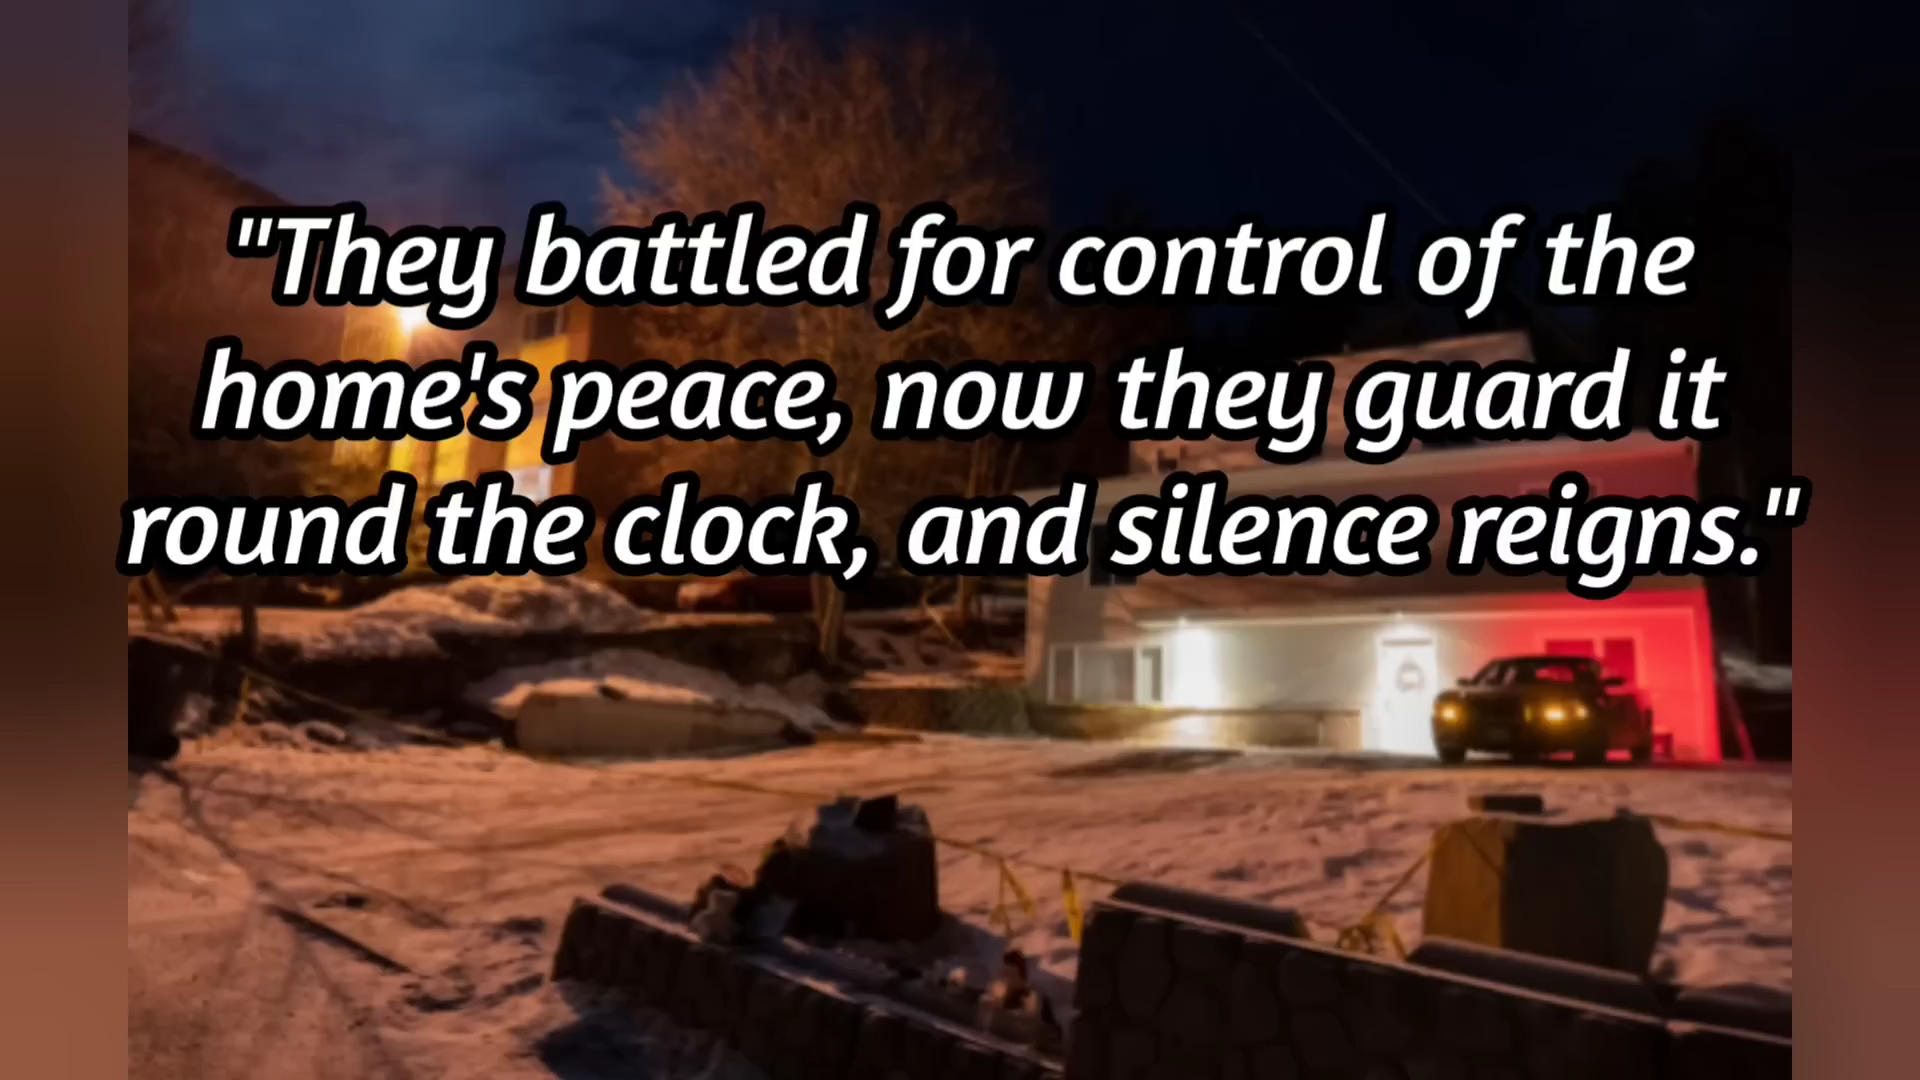 "They battled for control of the
home's peace, now they guard it
round the clock, and silence reigns."